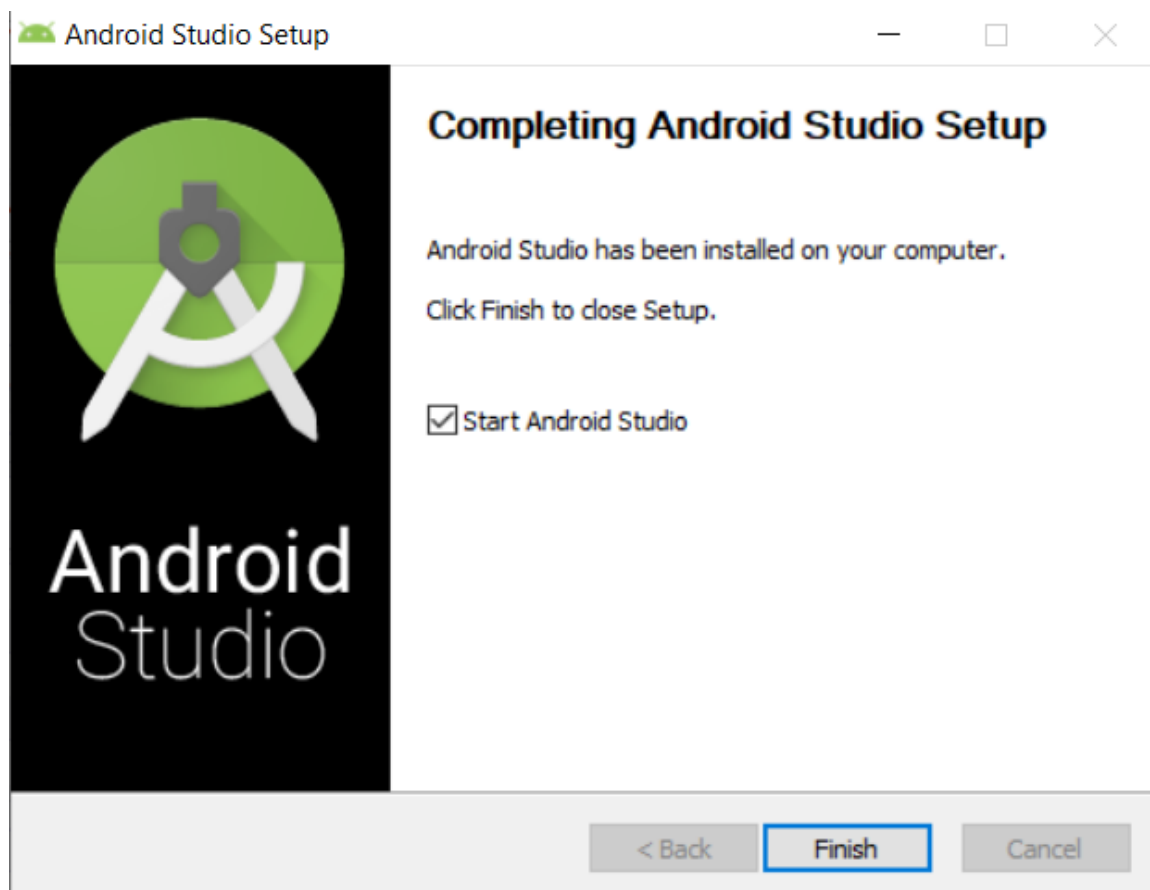 Android Studio Setup
Completing Android Studio Setup
Android Studio has been installed on your computer.
Click Finish to close Setup.
Start Android Studio
Android
Studio
< Back
Finish
Cancel